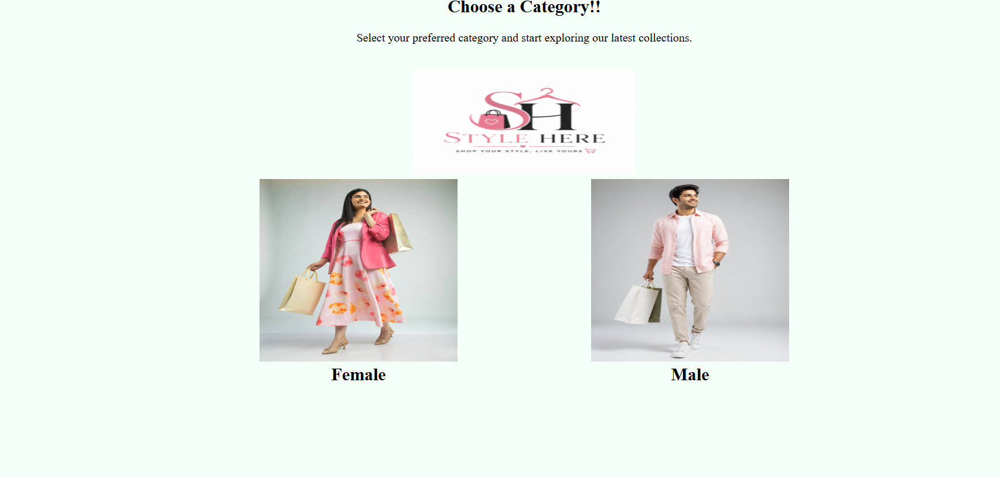 Choose a Category!!
Select your preferred category and start exploring our latest collections.
SH
STYLE HERE
SHOP YOUR STYLE, LIVE YOURS
Female
Male